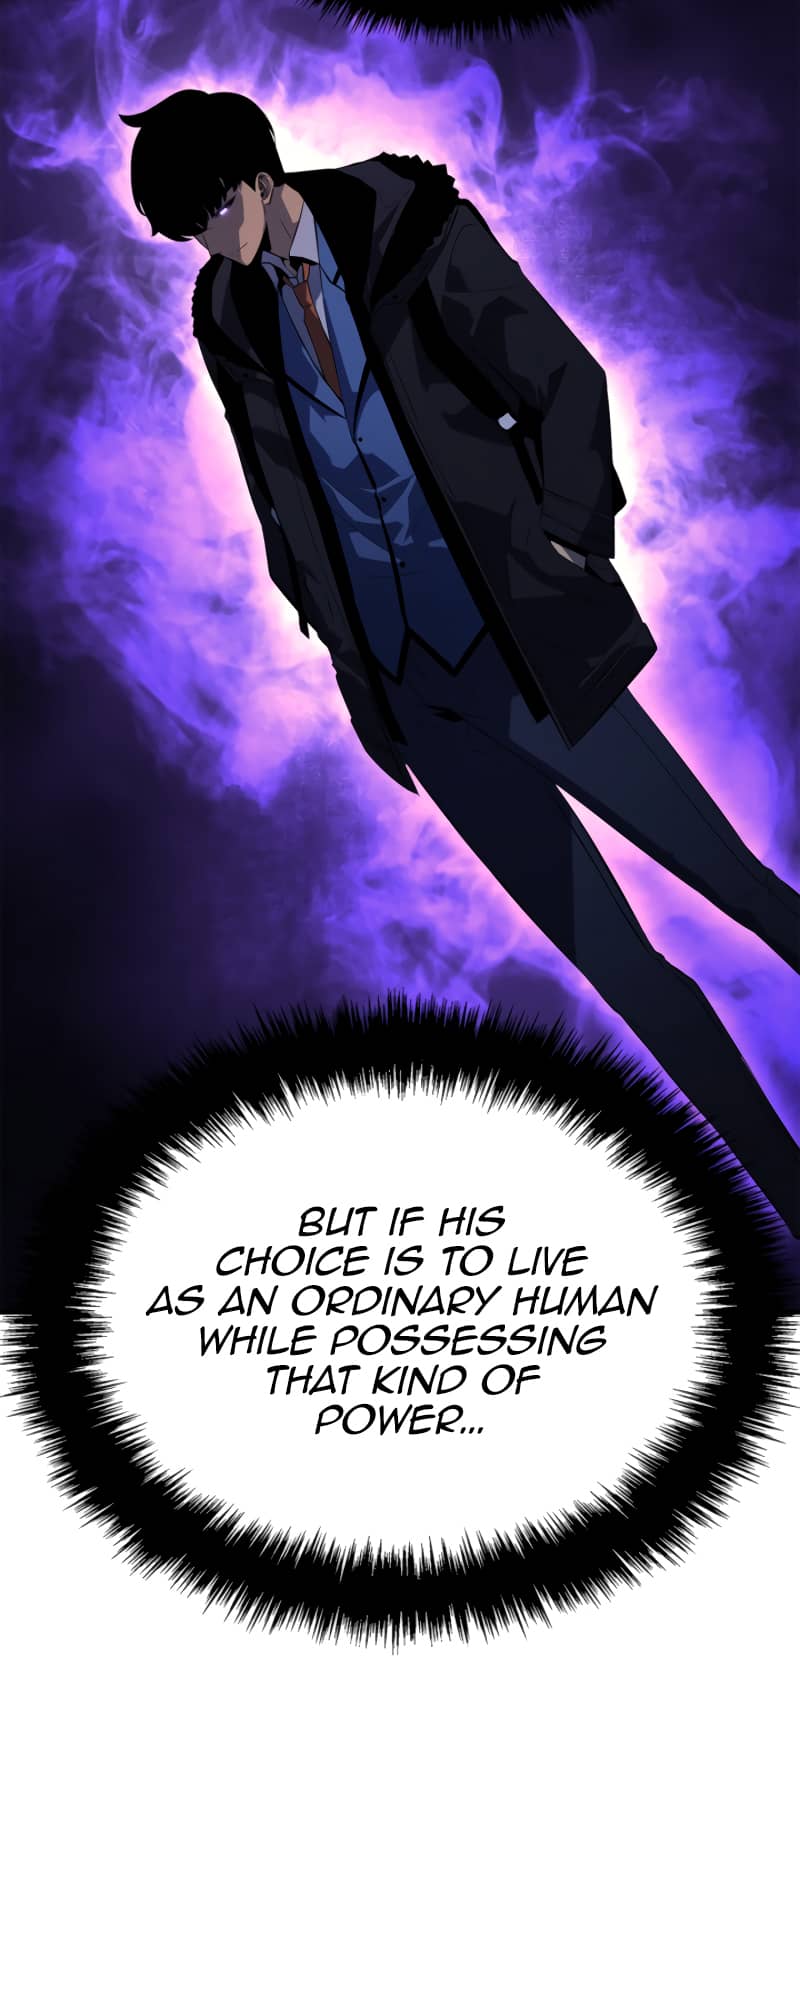 BUT IF HIS
CHOICE IS TO LIVE
AS AN ORDINARY HUMAN
WHILE POSSESSING
THAT KIND OF
POWER...